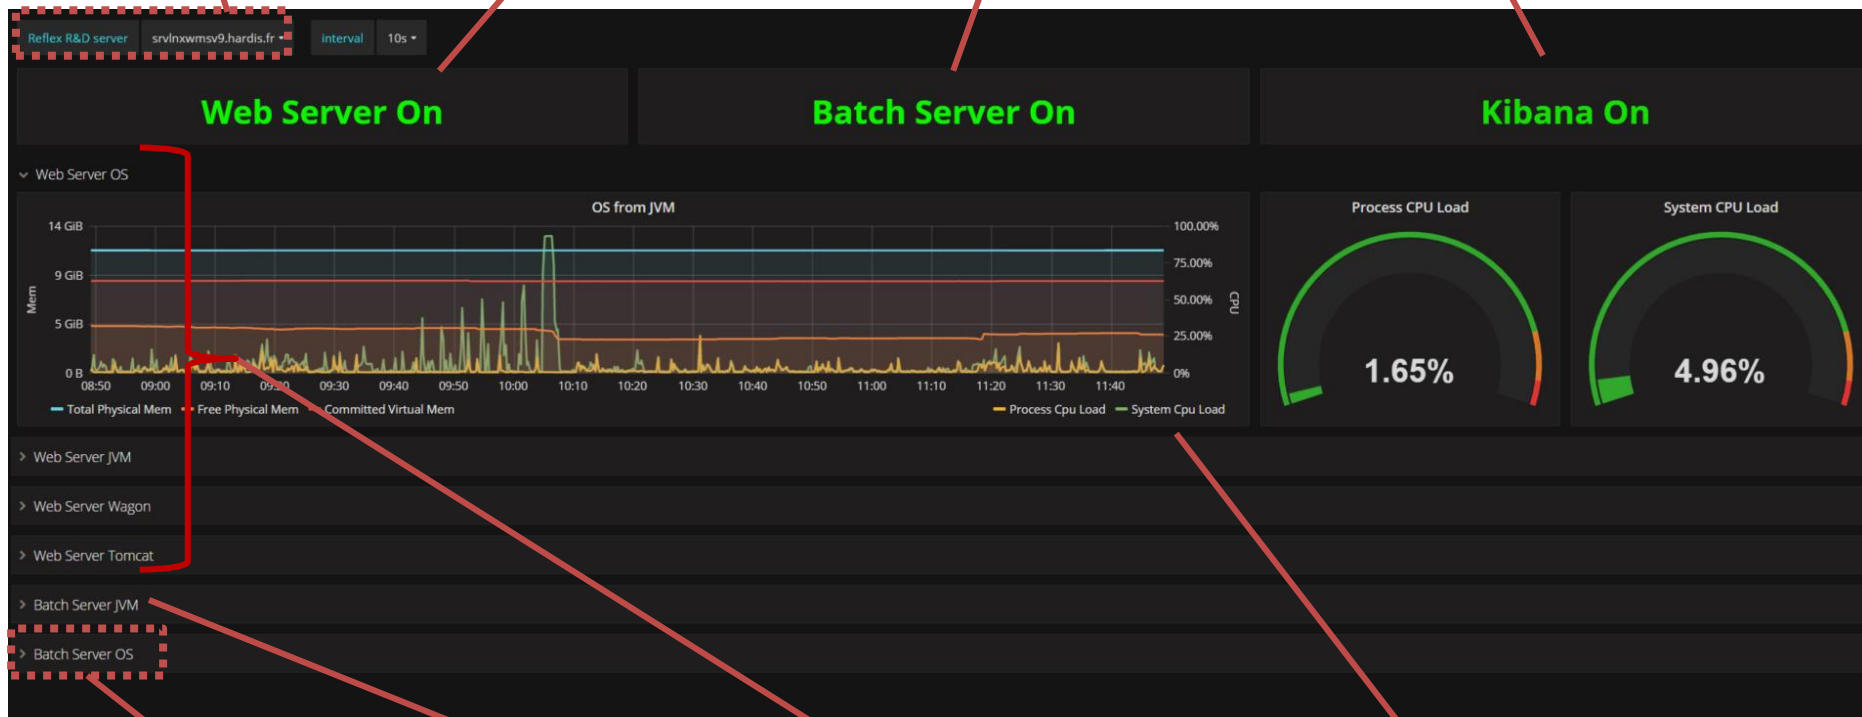 Reflex R&D server srvlnxwmsv9.hardis.fr interval 10s
Web Server On Batch Server On Kibana On
Web Server OS
OS from JVM
Process CPU Load
System CPU Load
14 GiB
9 GiB
5 GiB
0 B
Mem
100.00%
75.00%
50.00%
25.00%
0%
CPU
08:50 09:00 09:10 09:20 09:30 09:40 09:50 10:00 10:10 10:20 10:30 10:40 10:50 11:00 11:10 11:20 11:30 11:40
Total Physical Mem Free Physical Mem Committed Virtual Mem Process Cpu Load System Cpu Load
1.65%
4.96%
Web Server JVM
Web Server Wagon
Web Server Tomcat
Batch Server JVM
Batch Server OS